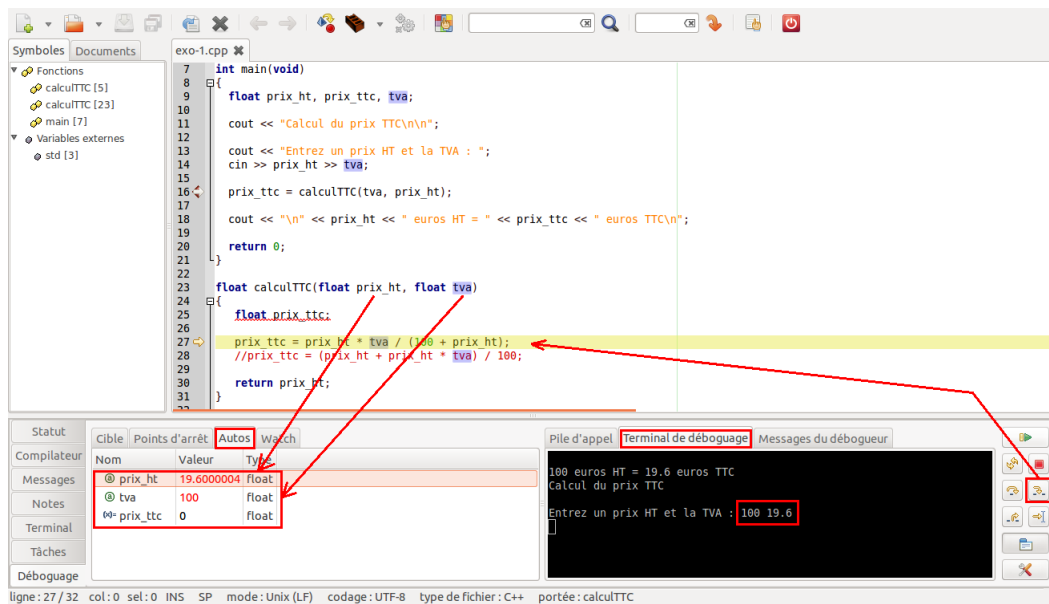 Symboles Documents
exo-1.cpp
Fonctions
calculTTC [5]
calculTTC [23]
main [7]
Variables externes
std [3]
7 int main(void)
8 {
9 float prix_ht, prix_ttc, tva;
10
11 cout << "Calcul du prix TTC\n\n";
12
13 cout << "Entrez un prix HT et la TVA : ";
14 cin >> prix_ht >> tva;
15
16 prix_ttc = calculTTC(tva, prix_ht);
17
18 cout << "\n" << prix_ht << " euros HT = " << prix_ttc << " euros TTC\n";
19
20 return 0;
21 }
22
23 float calculTTC(float prix_ht, float tva)
24 {
25 float prix_ttc;
26
27 prix_ttc = prix_ht * tva / (100 + prix_ht);
28 //prix_ttc = (prix_ht + prix_ht * tva) / 100;
29
30 return prix_ht;
31 }
32
Statut
Compilateur
Messages
Notes
Terminal
Tâches
Débogage
Cible Points d'arrêt Autos Watch
Nom Valeur Type
prix_ht 19.6000004 float
tva 100 float
prix_ttc 0 float
Pile d'appel Terminal de débogage Messages du débogueur
100 euros HT = 19.6 euros TTC
Calcul du prix TTC
Entrez un prix HT et la TVA : 100 19.6
ligne : 27 / 32 col : 0 sel : 0 INS SP mode : Unix (LF) codage : UTF-8 type de fichier : C++ portée : calculTTC